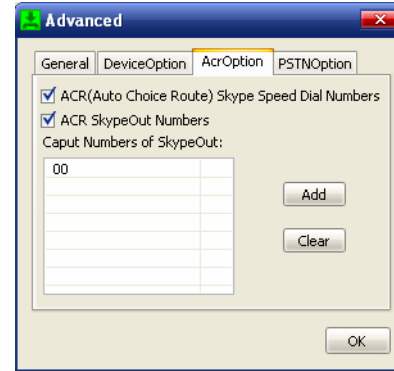 Advanced
General DeviceOption AcrOption PSTNOption
ACR(Auto Choice Route) Skype Speed Dial Numbers
ACR SkypeOut Numbers
Caput Numbers of SkypeOut:
00
Add
Clear
OK